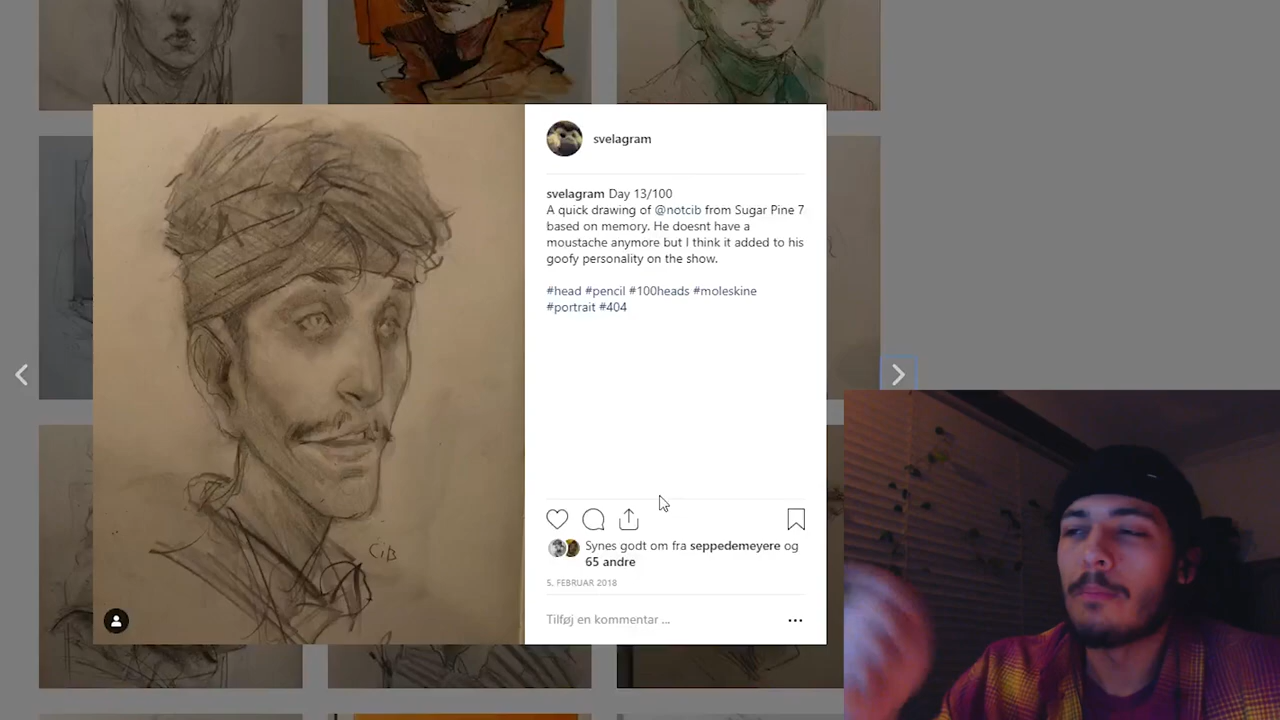 svelagram
svelagram Day 13/100
A quick drawing of @notcib from Sugar Pine 7
based on memory. He doesnt have a
moustache anymore but I think it added to his
goofy personality on the show.
#head #pencil #100heads #moleskine
#portrait #404
CiB
Synes godt om fra seppedemeyere og
65 andre
5. FEBRUAR 2018
Tilføj en kommentar ...